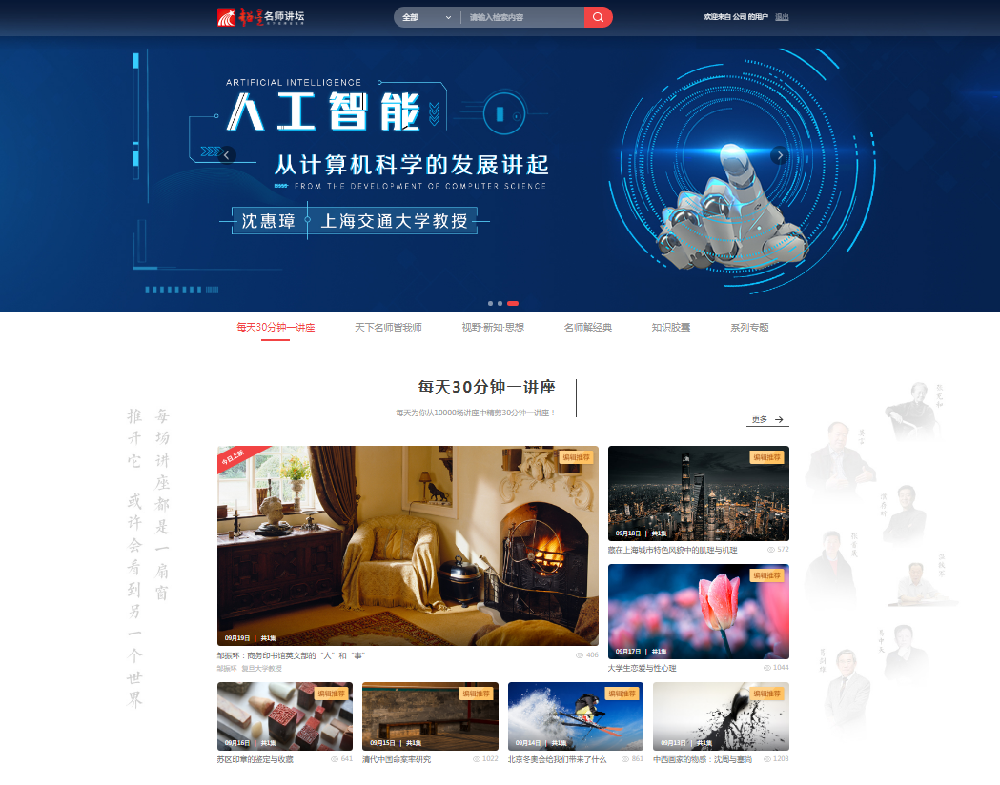 超星名师讲坛
全部
请输入检索内容
欢迎来自 公司 的用户 退出
ARTIFICIAL INTELLIGENCE
人工智能
从计算机科学的发展讲起
FROM THE DEVELOPMENT OF COMPUTER SCIENCE
沈惠璋 上海交通大学教授
每天30分钟一讲座 天下名师皆我师 视野·新知·思想 名师解经典 知识胶囊 系列专题
每天30分钟一讲座
每天为你从10000场讲座中精剪30分钟一讲座！
更多
每场讲座都是一扇窗
推开它 或许会看到另一个世界
今日上新
编辑推荐
09月19日 | 共1集
邹振环：商务印书馆英文部的“人”和“事”
406
邹振环 复旦大学教授
编辑推荐
09月18日 | 共1集
藏在上海城市特色风貌中的肌理与机理
572
编辑推荐
09月17日 | 共1集
大学生恋爱与性心理
1044
编辑推荐
09月16日 | 共1集
苏区印章的鉴定与收藏
641
编辑推荐
09月15日 | 共1集
清代中国命案率研究
1022
编辑推荐
09月14日 | 共1集
北京冬奥会给我们带来了什么
861
编辑推荐
09月13日 | 共1集
中西画家的物感：沈周与塞尚
1203